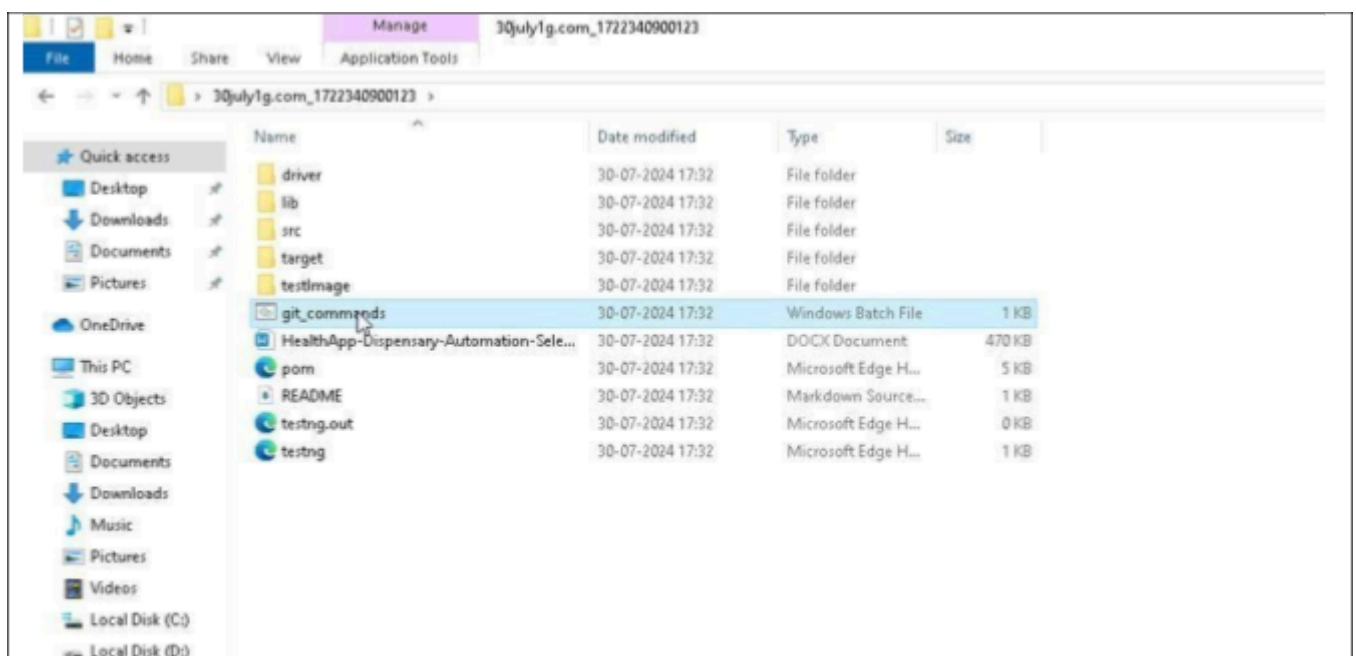 Manage 30july1g.com_1722340900123
File Home Share View Application Tools
30july1g.com_1722340900123
Name Date modified Type Size
Quick access
Desktop
Downloads
Documents
Pictures
OneDrive
This PC
3D Objects
Desktop
Documents
Downloads
Music
Pictures
Videos
Local Disk (C:)
Local Disk (D:)
driver 30-07-2024 17:32 File folder
lib 30-07-2024 17:32 File folder
src 30-07-2024 17:32 File folder
target 30-07-2024 17:32 File folder
testImage 30-07-2024 17:32 File folder
git_commands 30-07-2024 17:32 Windows Batch File 1 KB
HealthApp-Dispensary-Automation-Sele... 30-07-2024 17:32 DOCX Document 470 KB
pom 30-07-2024 17:32 Microsoft Edge H... 5 KB
README 30-07-2024 17:32 Markdown Source... 1 KB
testng.out 30-07-2024 17:32 Microsoft Edge H... 0 KB
testng 30-07-2024 17:32 Microsoft Edge H... 1 KB